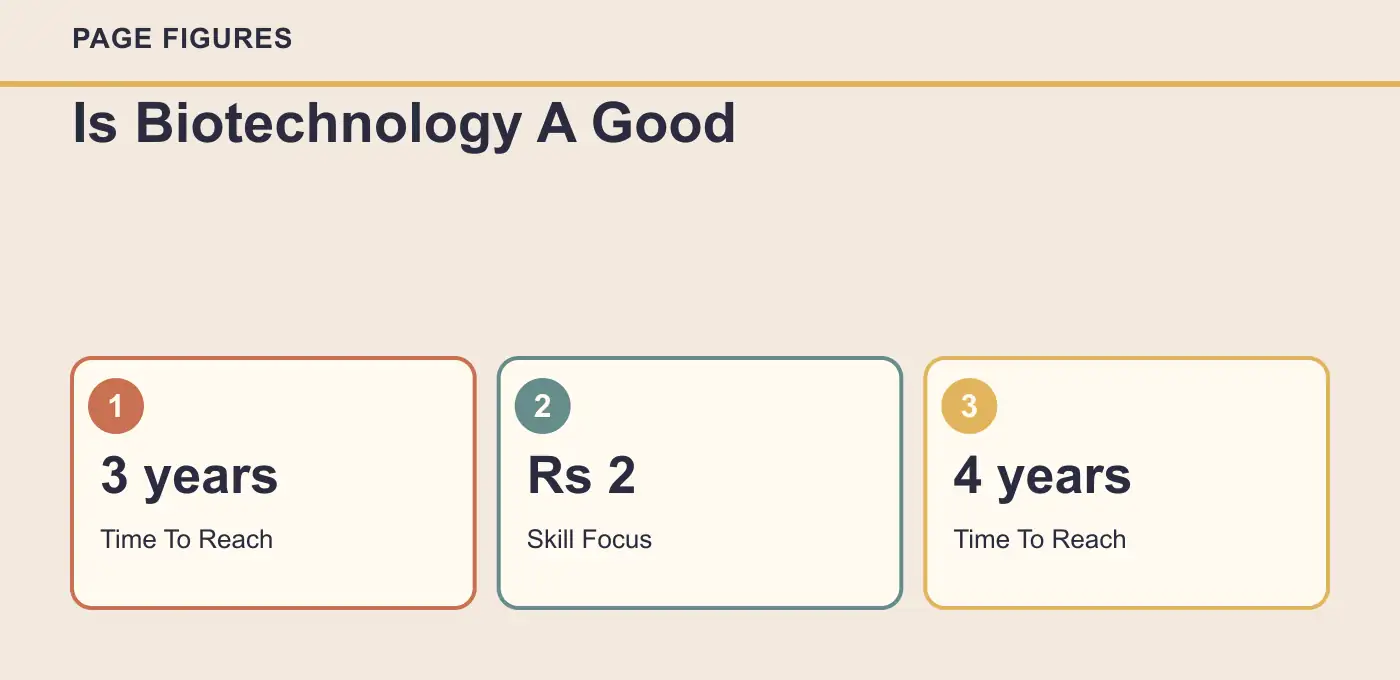 PAGE FIGURES
Is Biotechnology A Good
1
3 years
Time To Reach
2
Rs 2
Skill Focus
3
4 years
Time To Reach